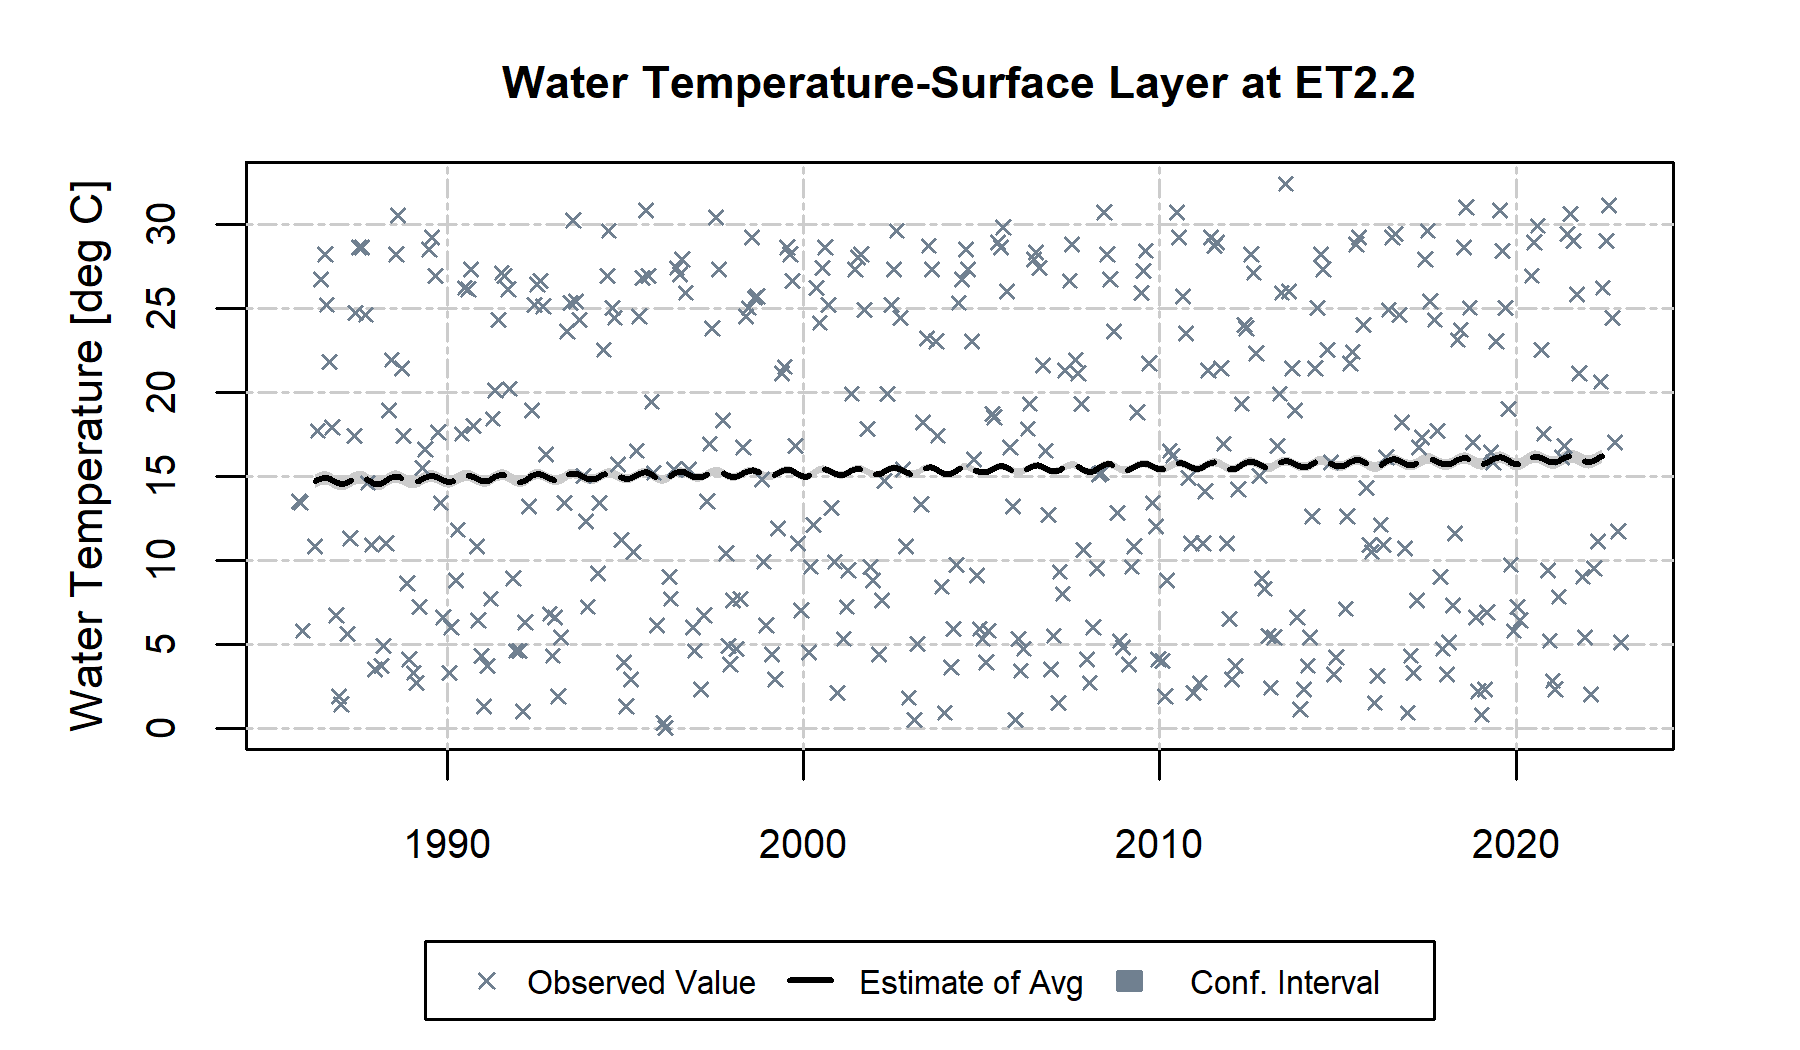 Water Temperature-Surface Layer at ET2.2
Water Temperature [deg C]
30
25
20
15
10
5
0
1990 2000 2010 2020
Observed Value Estimate of Avg Conf. Interval